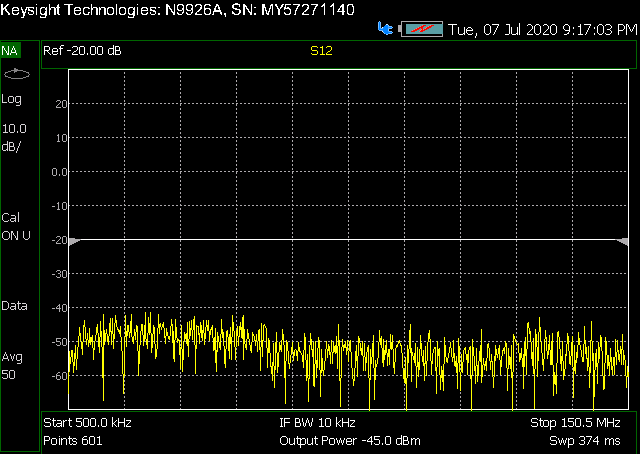 Keysight Technologies: N9926A, SN: MY57271140
Tue, 07 Jul 2020 9:17:03 PM
NA
Ref -20.00 dB
S12
Log
10.0
dB/
Cal
ON U
Data
Avg
50
20
10
0.0
-10
-20
-30
-40
-50
-60
Start 500.0 kHz
IF BW 10 kHz
Stop 150.5 MHz
Points 601
Output Power -45.0 dBm
Swp 374 ms